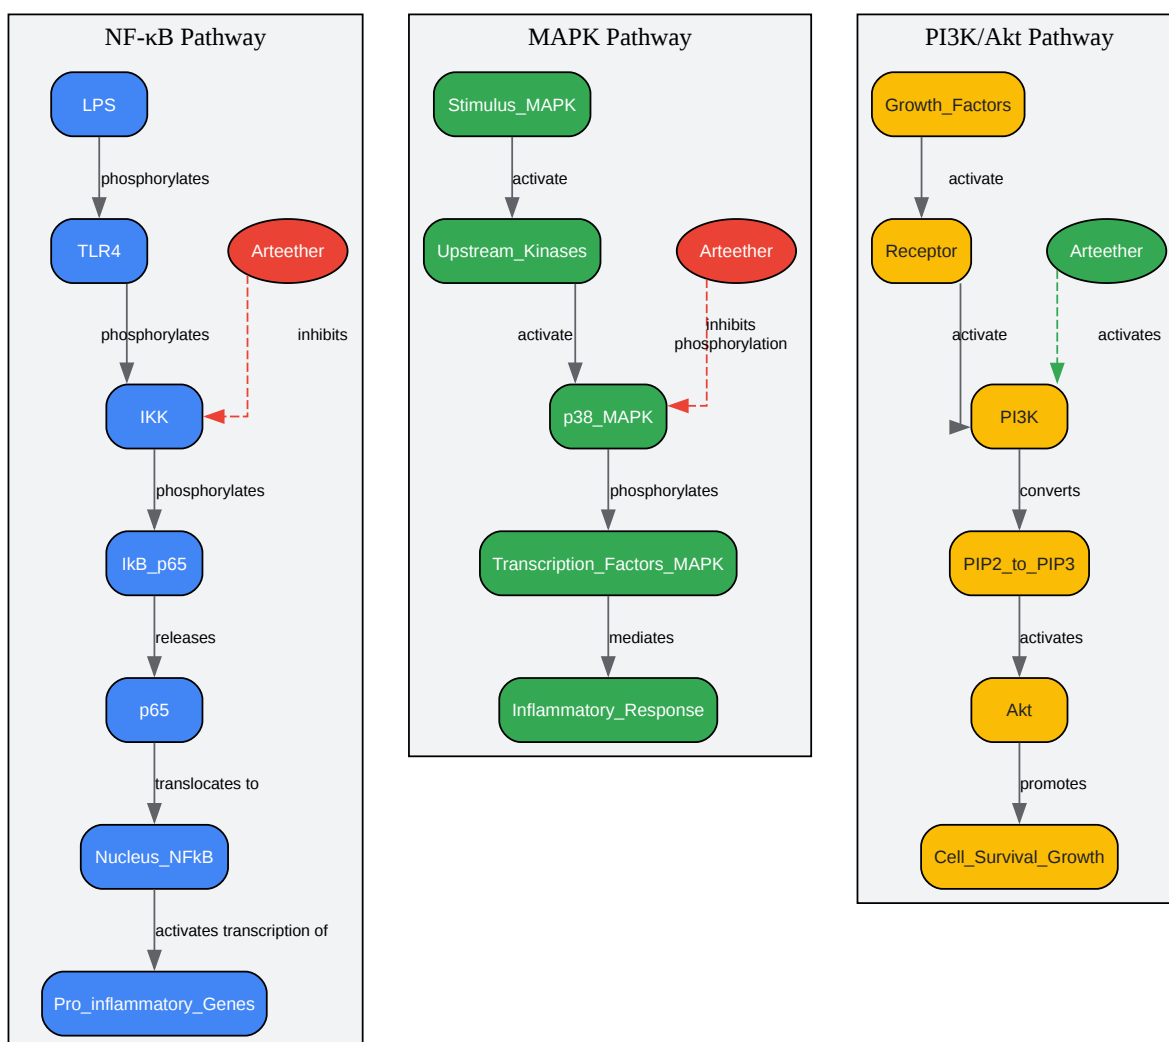 NF-κB Pathway
LPS
phosphorylates
TLR4
Arteether
phosphorylates
inhibits
IKK
phosphorylates
IkB_p65
releases
p65
translocates to
Nucleus_NFkB
activates transcription of
Pro_inflammatory_Genes
MAPK Pathway
Stimulus_MAPK
activate
Upstream_Kinases
Arteether
activate
inhibits
phosphorylation
p38_MAPK
phosphorylates
Transcription_Factors_MAPK
mediates
Inflammatory_Response
PI3K/Akt Pathway
Growth_Factors
activate
Receptor
Arteether
activate
activates
PI3K
converts
PIP2_to_PIP3
activates
Akt
promotes
Cell_Survival_Growth